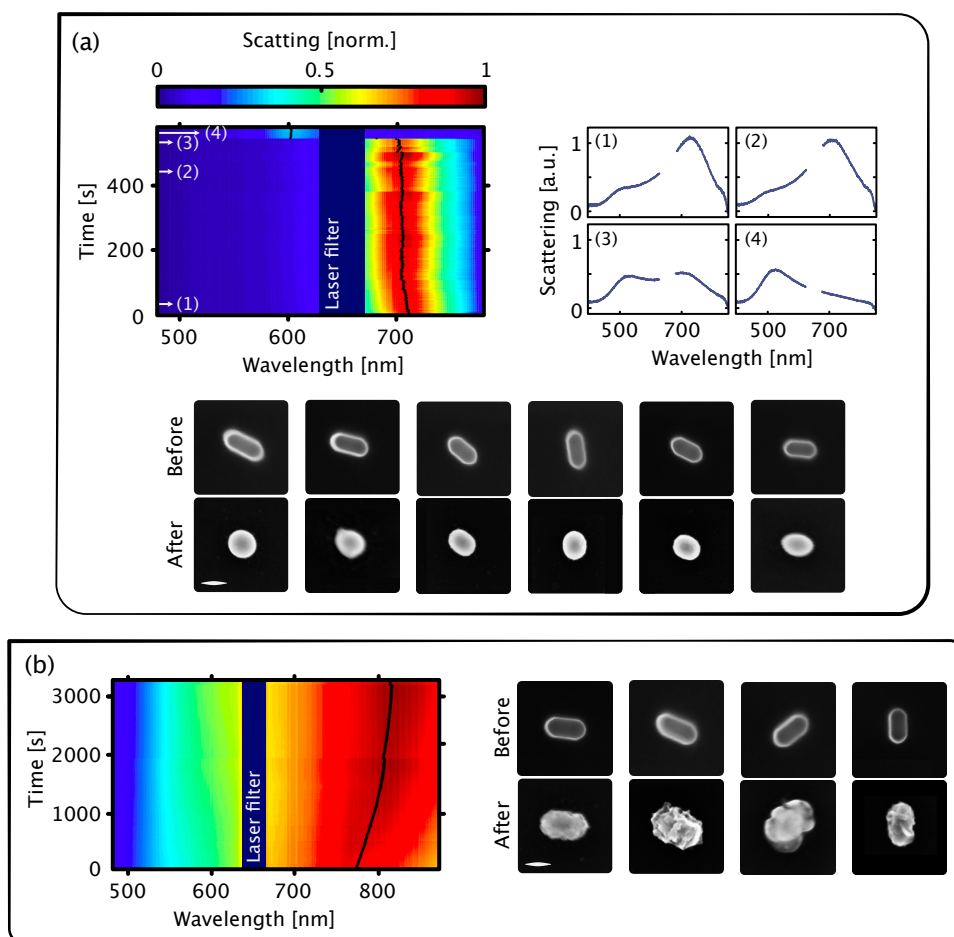 (a)
Scatting [norm.]
0 0.5 1
Time [s]
400
200
0
(4)
(3)
(2)
(1)
Laser filter
500 600 700
Wavelength [nm]
Scattering [a.u.]
(1) (2)
1
0
(3) (4)
1
0
500 700 500 700
Wavelength [nm]
Before
After
(b)
Time [s]
3000
2000
1000
0
Laser filter
500 600 700 800
Wavelength [nm]
Before
After